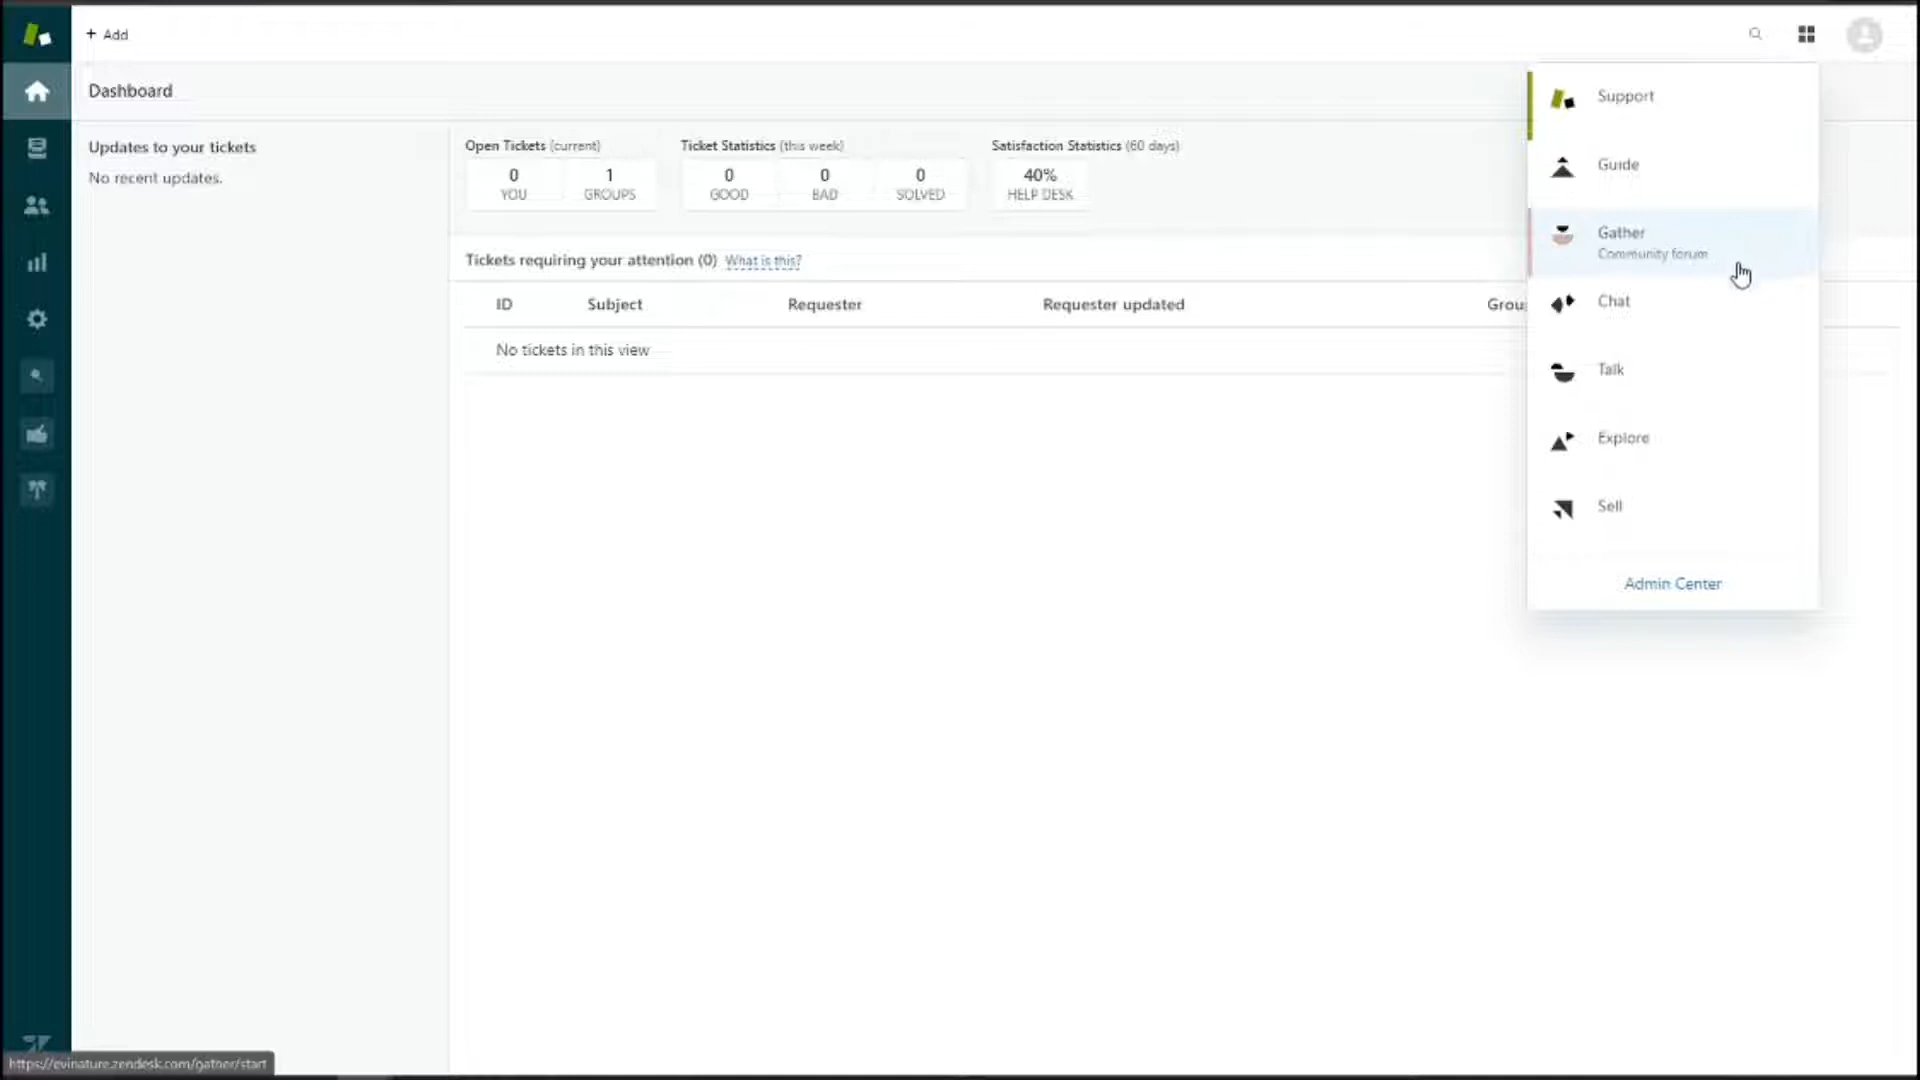 + Add
Dashboard
Updates to your tickets
No recent updates.
Open Tickets (current)
0
YOU
1
GROUPS
Ticket Statistics (this week)
0
GOOD
0
BAD
0
SOLVED
Satisfaction Statistics (60 days)
40%
HELP DESK
Tickets requiring your attention (0) What is this?
ID Subject Requester Requester updated
No tickets in this view
Support
Guide
Gather
Community forum
Chat
Talk
Explore
Sell
Admin Center
https://evinature.zendesk.com/gather/start